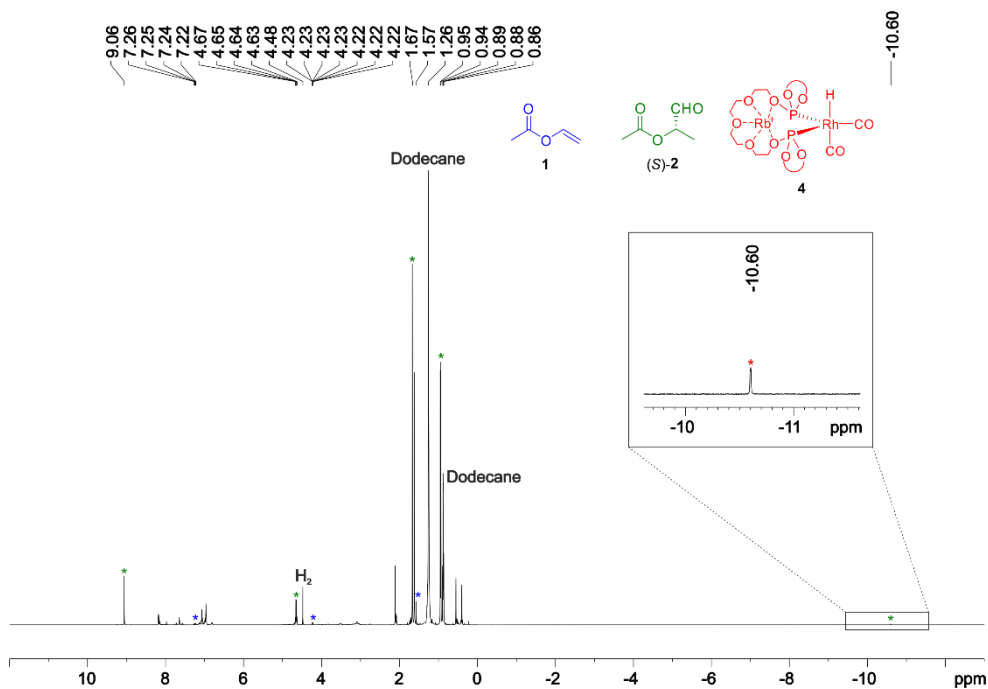 9.06
7.26
7.25
7.24
7.22
4.67
4.65
4.64
4.63
4.48
4.23
4.23
4.23
4.23
4.22
4.22
4.22
1.67
1.57
1.26
0.95
0.94
0.89
0.88
0.86
-10.60
O
O
1
O
O
CHO
(S)-2
O
O
O
O
O
O
Rb+
O
O
P
P
O
O
H
Rh
CO
CO
4
Dodecane
*
*
-10.60
*
-10
-11
ppm
Dodecane
*
H2
*
*
*
*
*
10
8
6
4
2
0
-2
-4
-6
-8
-10
ppm